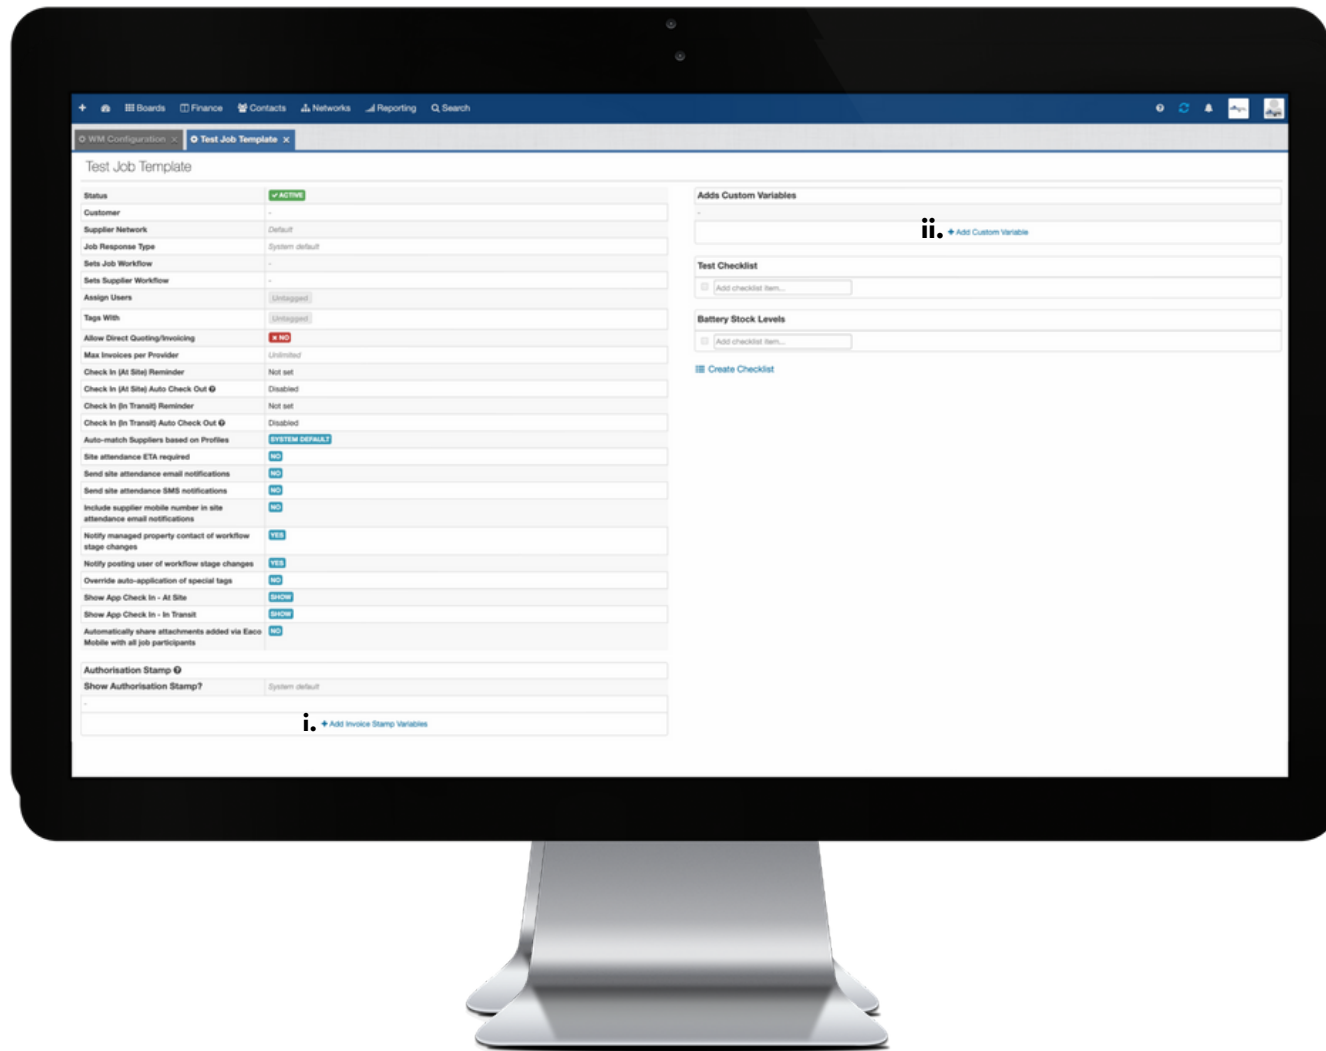 Boards Finance Contacts Networks Reporting Search
WM Configuration ×
Test Job Template ×
Test Job Template
Status ACTIVE
Customer -
Supplier Network Default
Job Response Type System default
Sets Job Workflow -
Sets Supplier Workflow -
Assign Users Untagged
Tags With Untagged
Allow Direct Quoting/Invoicing × NO
Max Invoices per Provider Unlimited
Check In (At Site) Reminder Not set
Check In (At Site) Auto Check Out Disabled
Check In (In Transit) Reminder Not set
Check In (In Transit) Auto Check Out Disabled
Auto-match Suppliers based on Profiles SYSTEM DEFAULT
Site attendance ETA required NO
Send site attendance email notifications NO
Send site attendance SMS notifications NO
Include supplier mobile number in site NO
attendance email notifications
Notify managed property contact of workflow YES
stage changes
Notify posting user of workflow stage changes YES
Override auto-application of special tags NO
Show App Check In - At Site SHOW
Show App Check In - In Transit SHOW
Automatically share attachments added via Eaco NO
Mobile with all job participants
Authorisation Stamp
Show Authorisation Stamp? System default
-
i. + Add Invoice Stamp Variables
Adds Custom Variables
-
ii. + Add Custom Variable
Test Checklist
Add checklist item...
Battery Stock Levels
Add checklist item...
Create Checklist